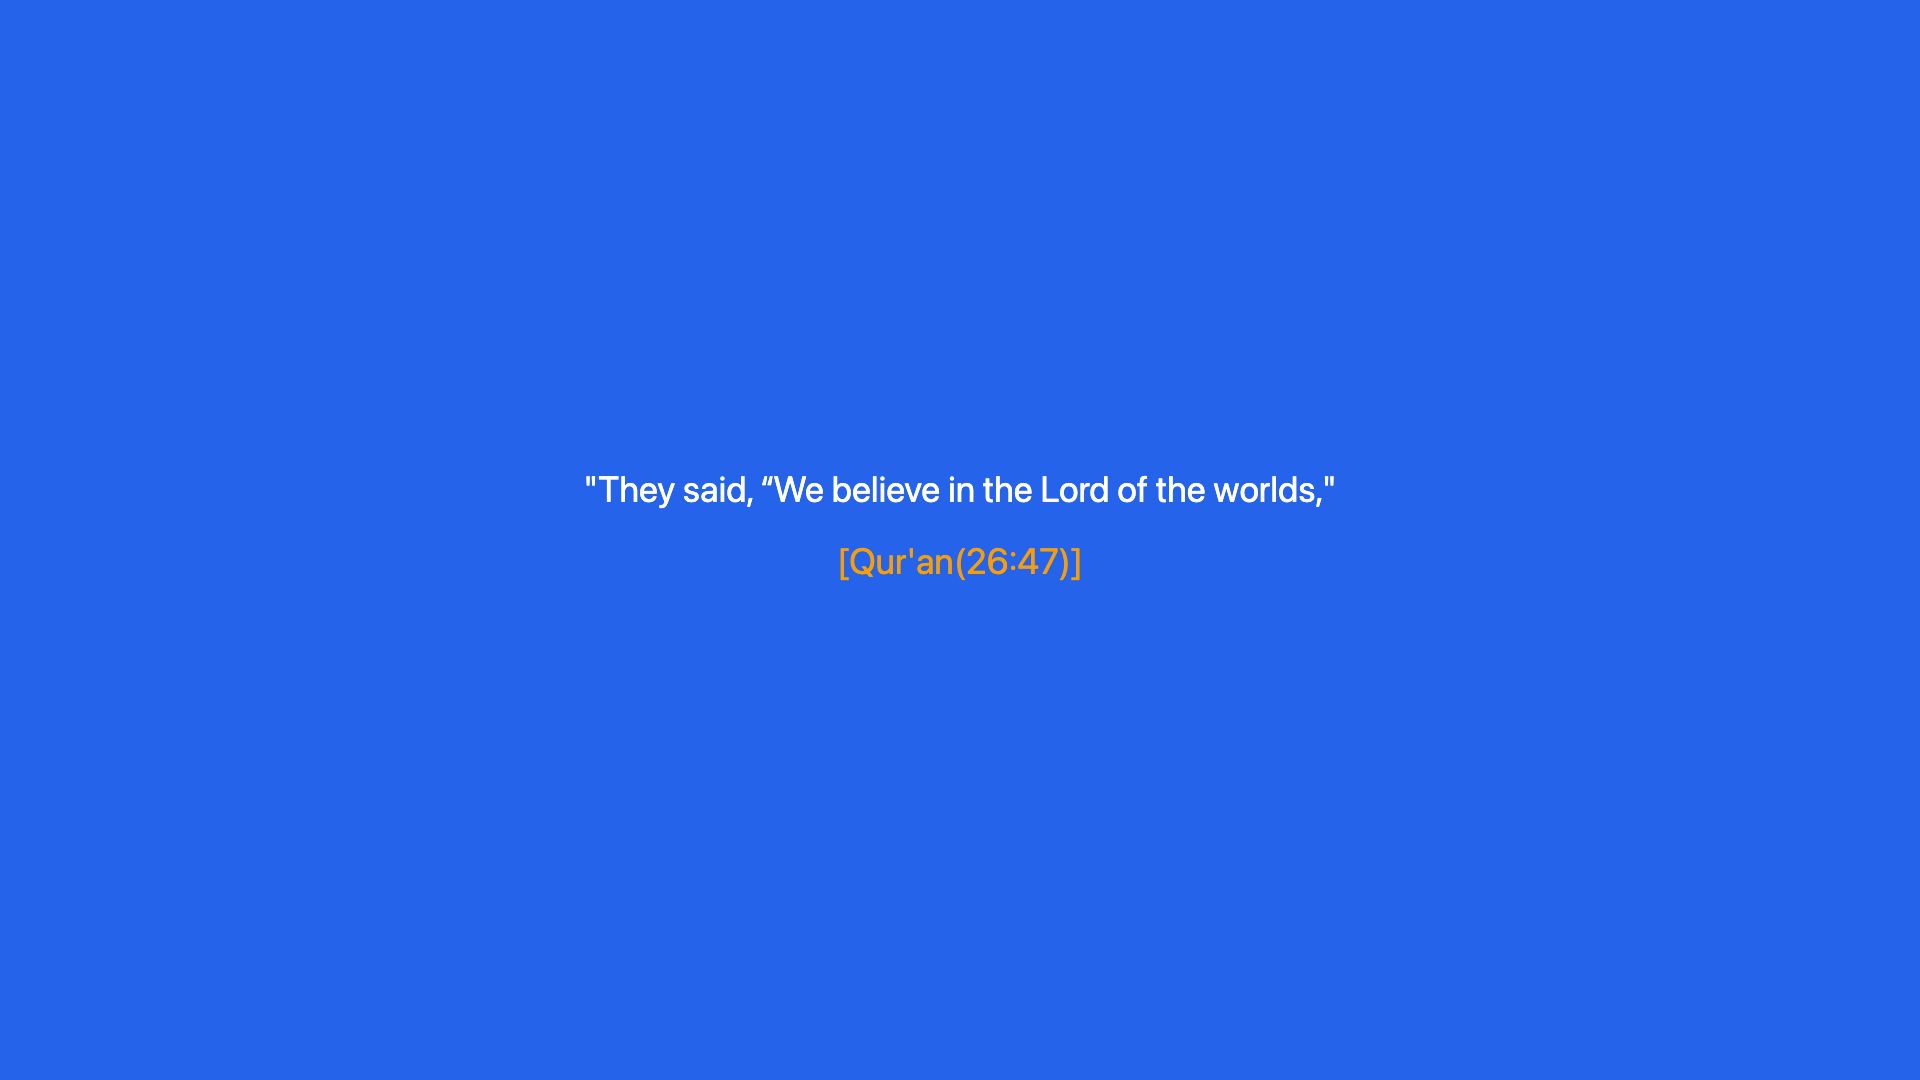 "They said, “We believe in the Lord of the worlds,"
[Qur'an(26:47)]